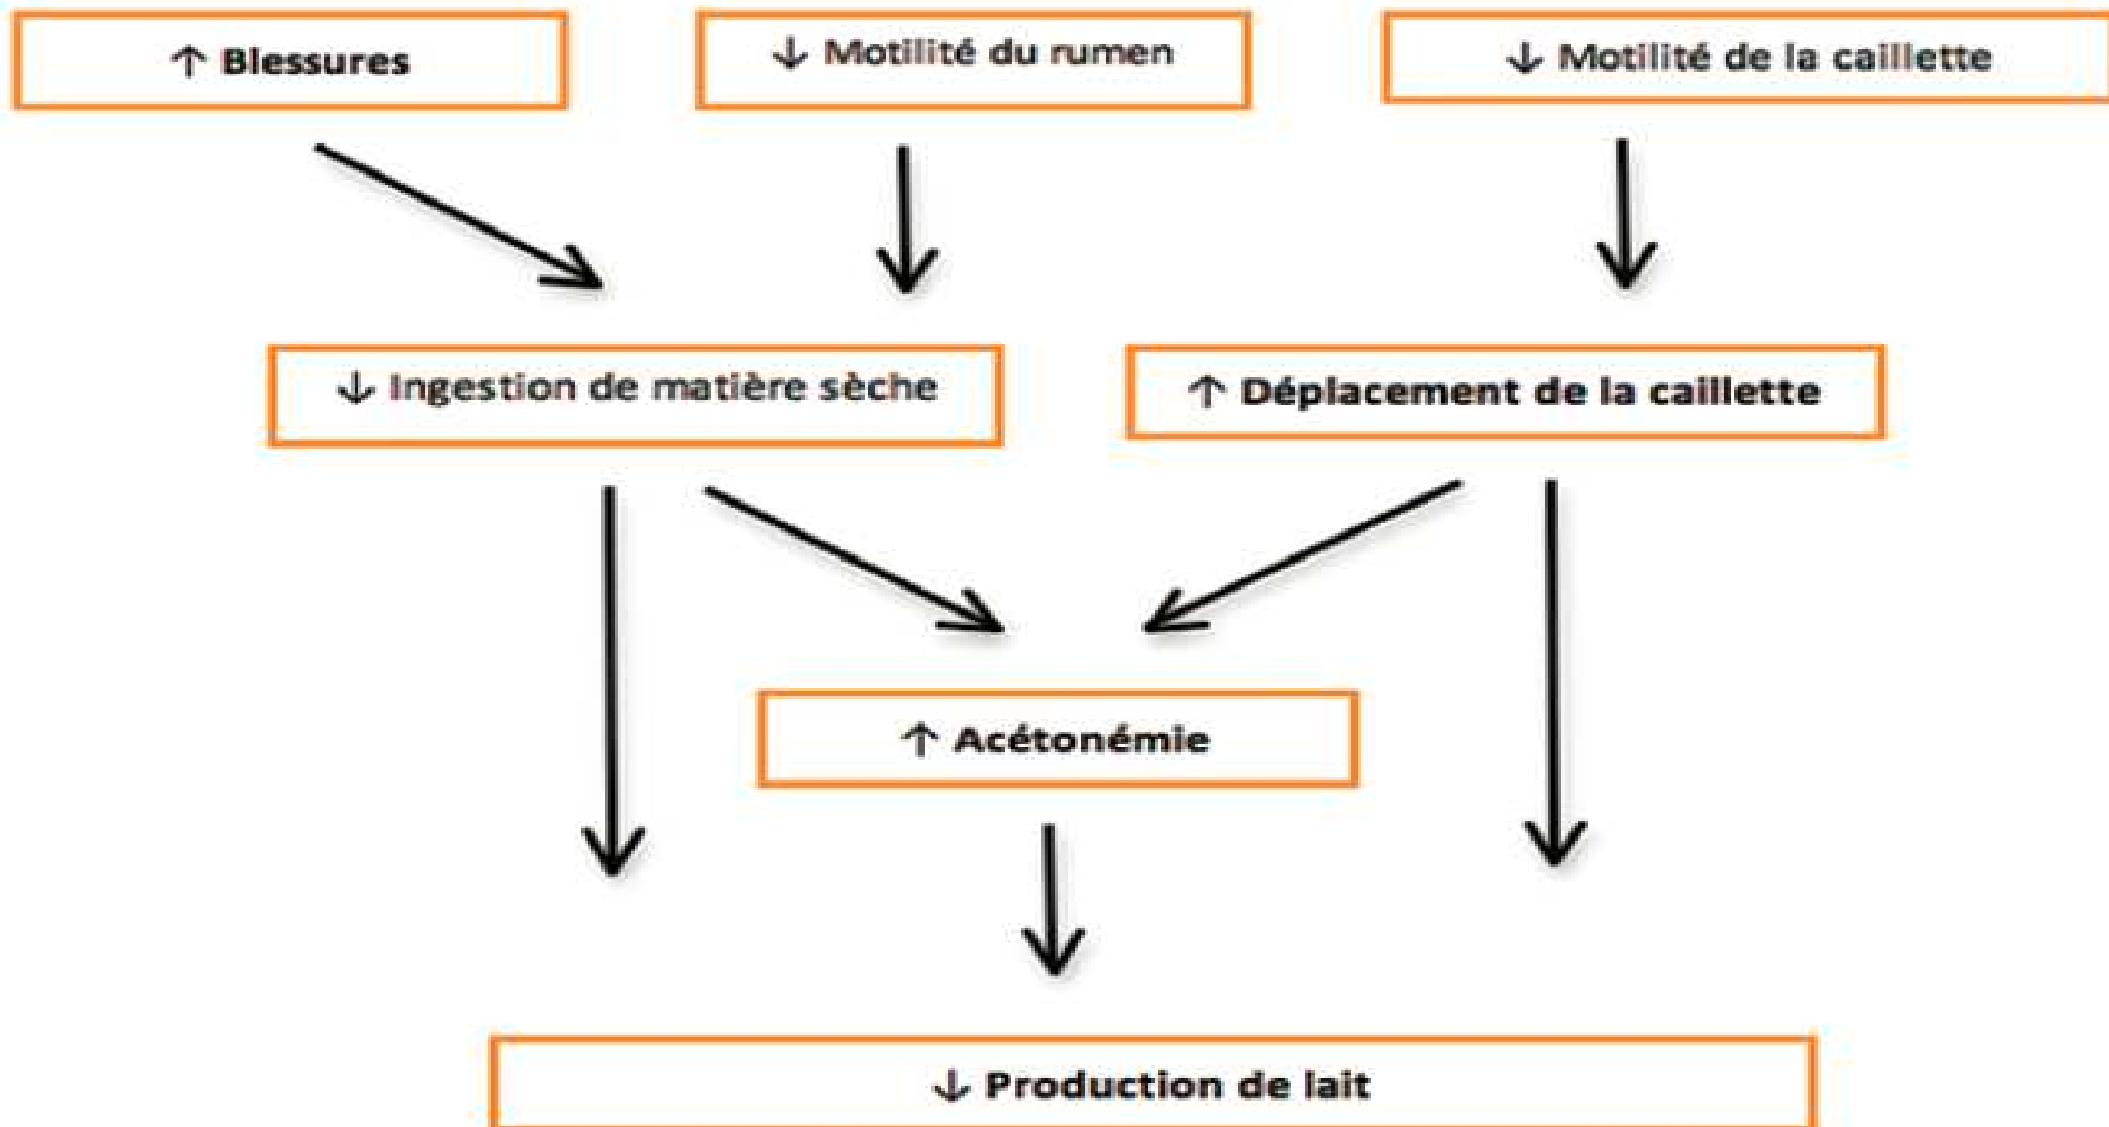 ↑ Blessures
↓ Motilité du rumen
↓ Motilité de la caillette
↓ Ingestion de matière sèche
↑ Déplacement de la caillette
↑ Acétonémie
↓ Production de lait